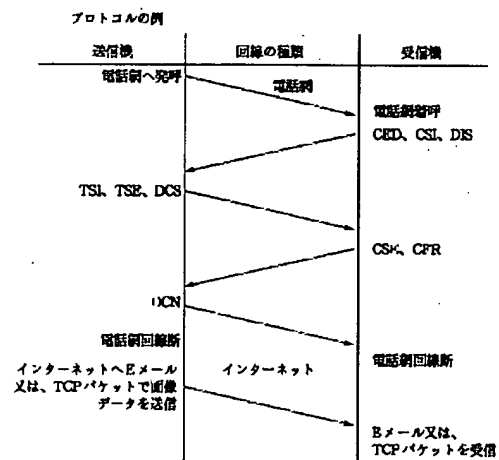 プロトコルの例
送信機 回線の種類 受信機
電話網へ発呼
電話網
電話網着呼
CED、CSI、DIS
TSI、TSE、DCS
CSE、CFR
DCN
電話網回線断
電話網回線断
インターネットへEメール
又は、TCPパケットで画像
データを送信
インターネット
Eメール又は、
TCPパケットを受信